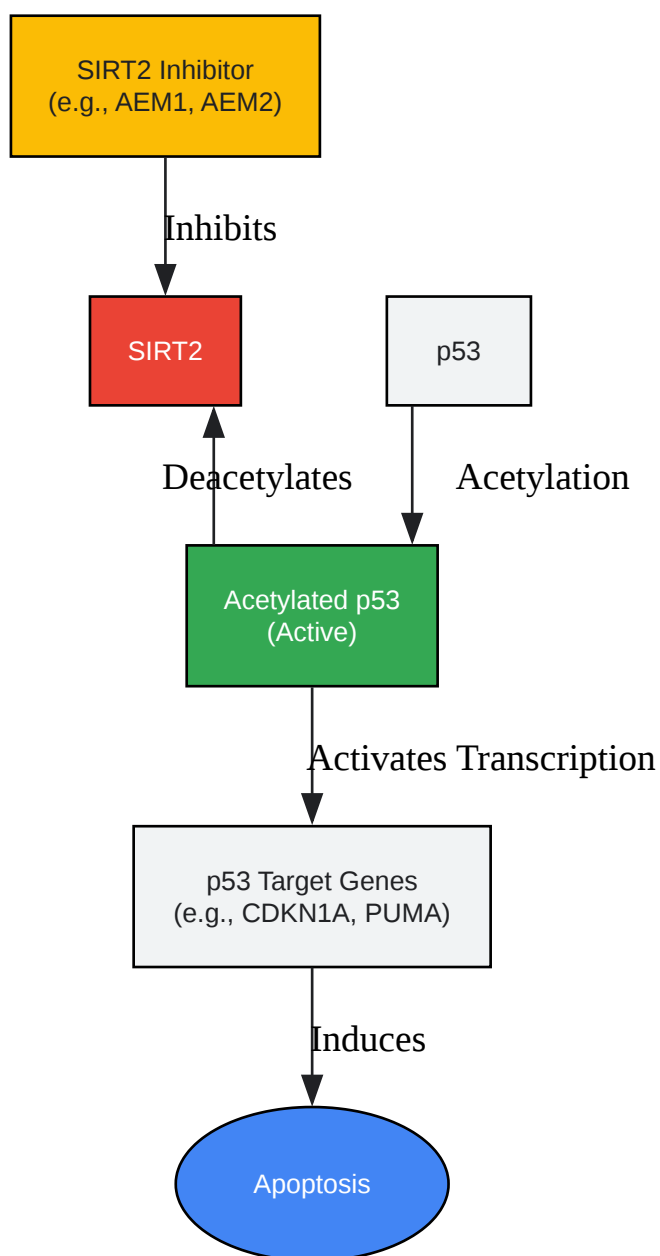 SIRT2 Inhibitor
(e.g., AEM1, AEM2)
Inhibits
SIRT2
p53
Deacetylates
Acetylation
Acetylated p53
(Active)
Activates Transcription
p53 Target Genes
(e.g., CDKN1A, PUMA)
Induces
Apoptosis